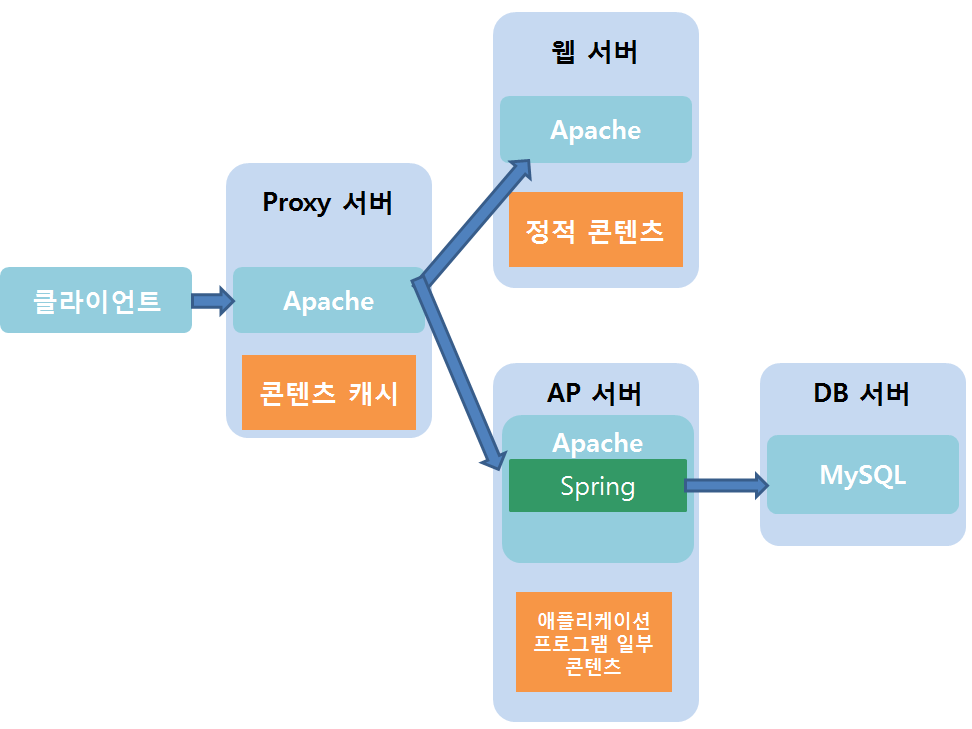 클라이언트
Proxy 서버
Apache
콘텐츠 캐시
웹 서버
Apache
정적 콘텐츠
AP 서버
Apache
Spring
애플리케이션
프로그램 일부
콘텐츠
DB 서버
MySQL